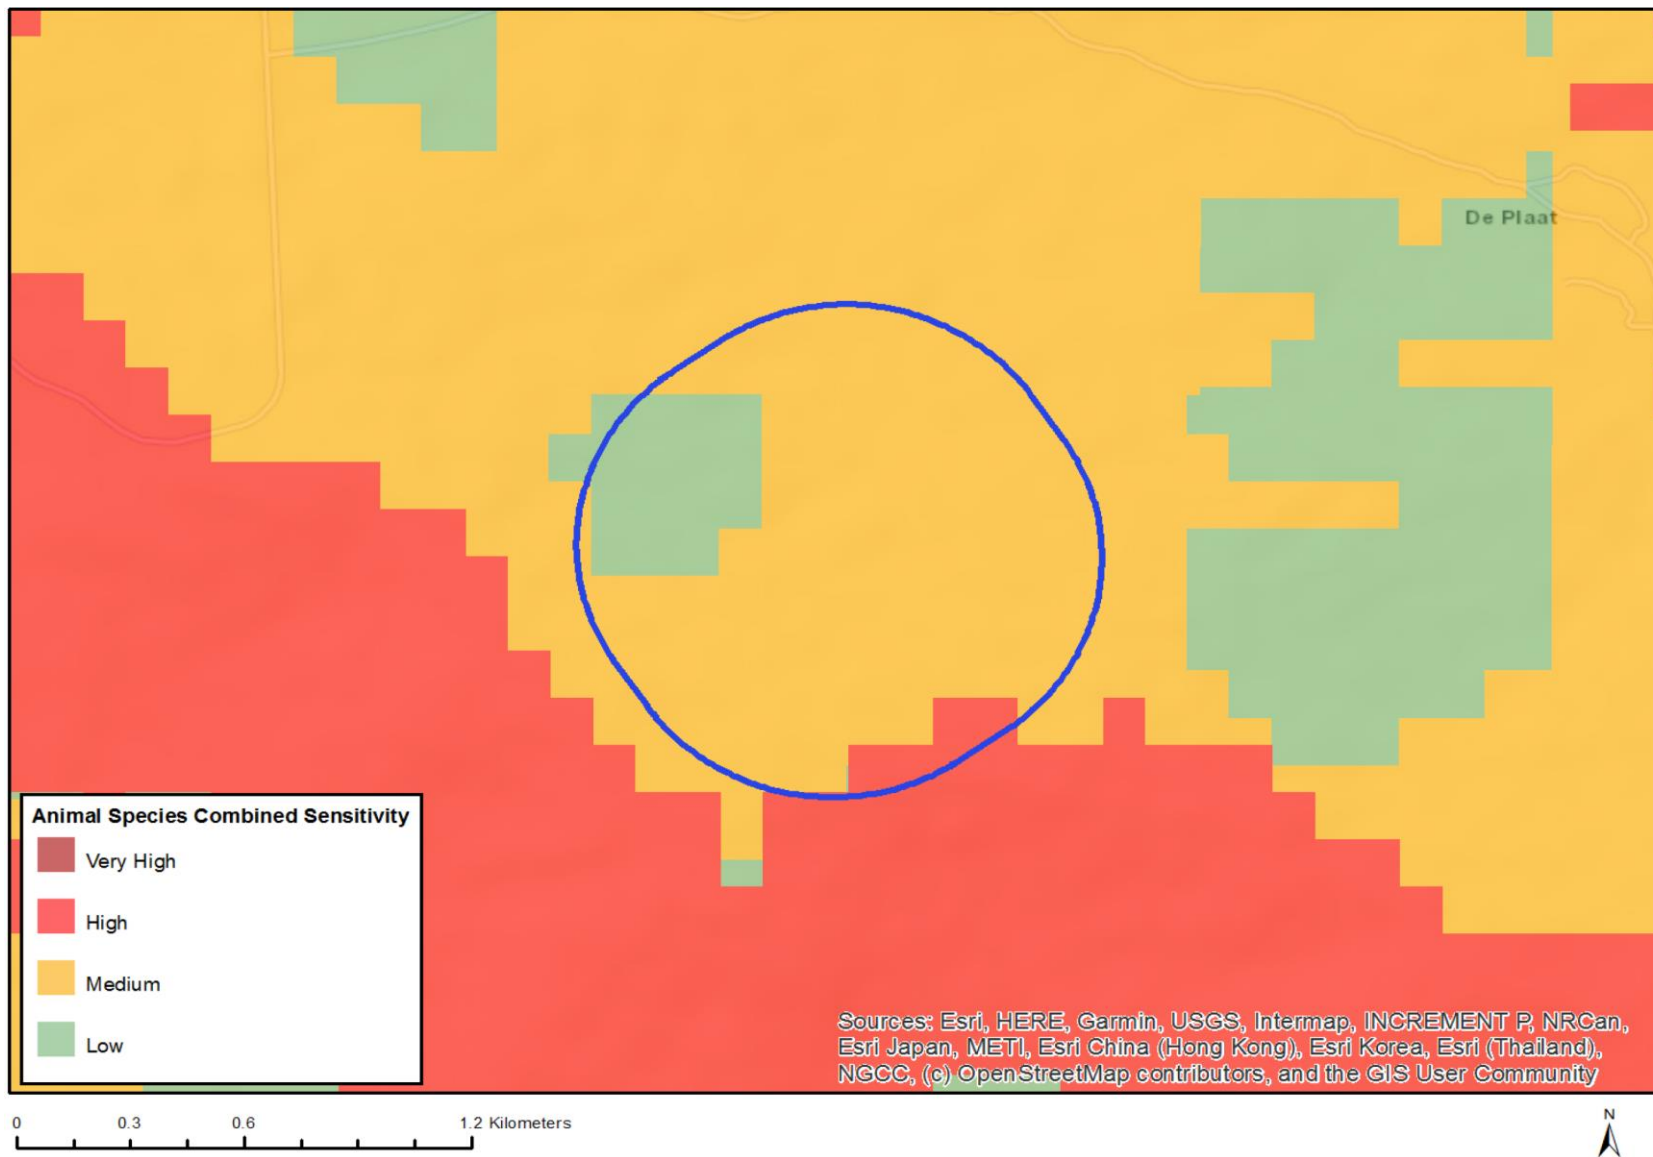 De Plaat
Animal Species Combined Sensitivity
Very High
High
Medium
Low
Sources: Esri, HERE, Garmin, USGS, Intermap, INCREMENT P, NRCan,
Esri Japan, METI, Esri China (Hong Kong), Esri Korea, Esri (Thailand),
NGCC, (c) OpenStreetMap contributors, and the GIS User Community
0 0.3 0.6 1.2 Kilometers
N